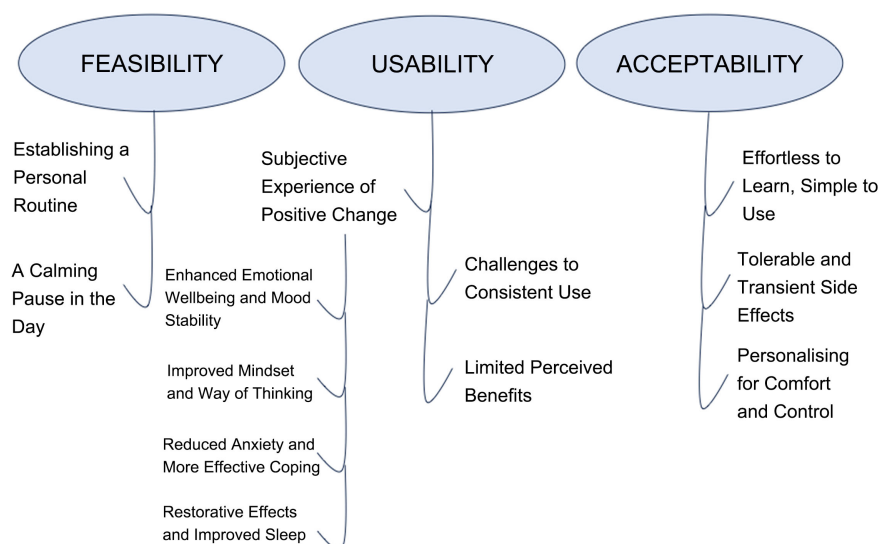 FEASIBILITY
Establishing a
Personal
Routine
A Calming
Pause in the
Day
USABILITY
Subjective
Experience of
Positive Change
Enhanced Emotional
Wellbeing and Mood
Stability
Improved Mindset
and Way of Thinking
Reduced Anxiety and
More Effective Coping
Restorative Effects
and Improved Sleep
Challenges to
Consistent Use
Limited Perceived
Benefits
ACCEPTABILITY
Effortless to
Learn, Simple to
Use
Tolerable and
Transient Side
Effects
Personalising
for Comfort
and Control